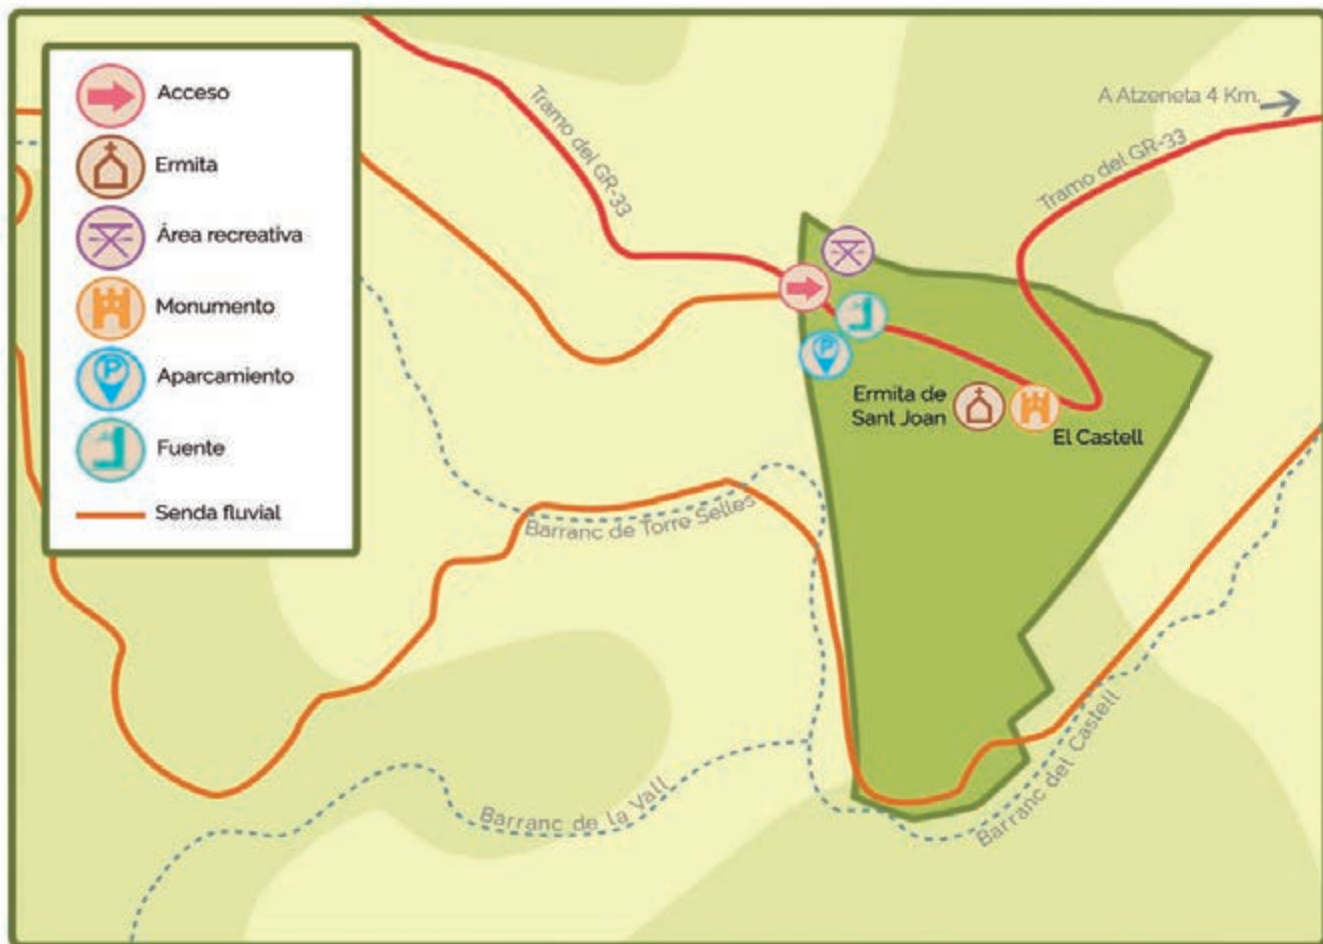 Acceso
Ermita
Área recreativa
Monumento
P
Aparcamiento
Fuente
Senda fluvial
Tramo del GR-33
A Atzeneta 4 Km.
Tramo del GR-33
P
Ermita de
Sant Joan
El Castell
Barranc de Torre Selles
Barranc de la Vall
Barranc del Castell